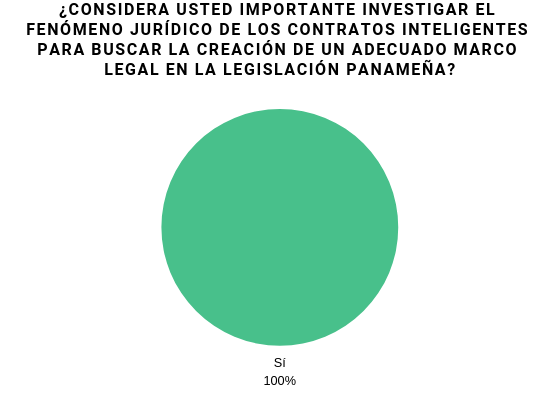 ¿CONSIDERA USTED IMPORTANTE INVESTIGAR EL
FENÓMENO JURÍDICO DE LOS CONTRATOS INTELIGENTES
PARA BUSCAR LA CREACIÓN DE UN ADECUADO MARCO
LEGAL EN LA LEGISLACIÓN PANAMEÑA?
Sí
100%